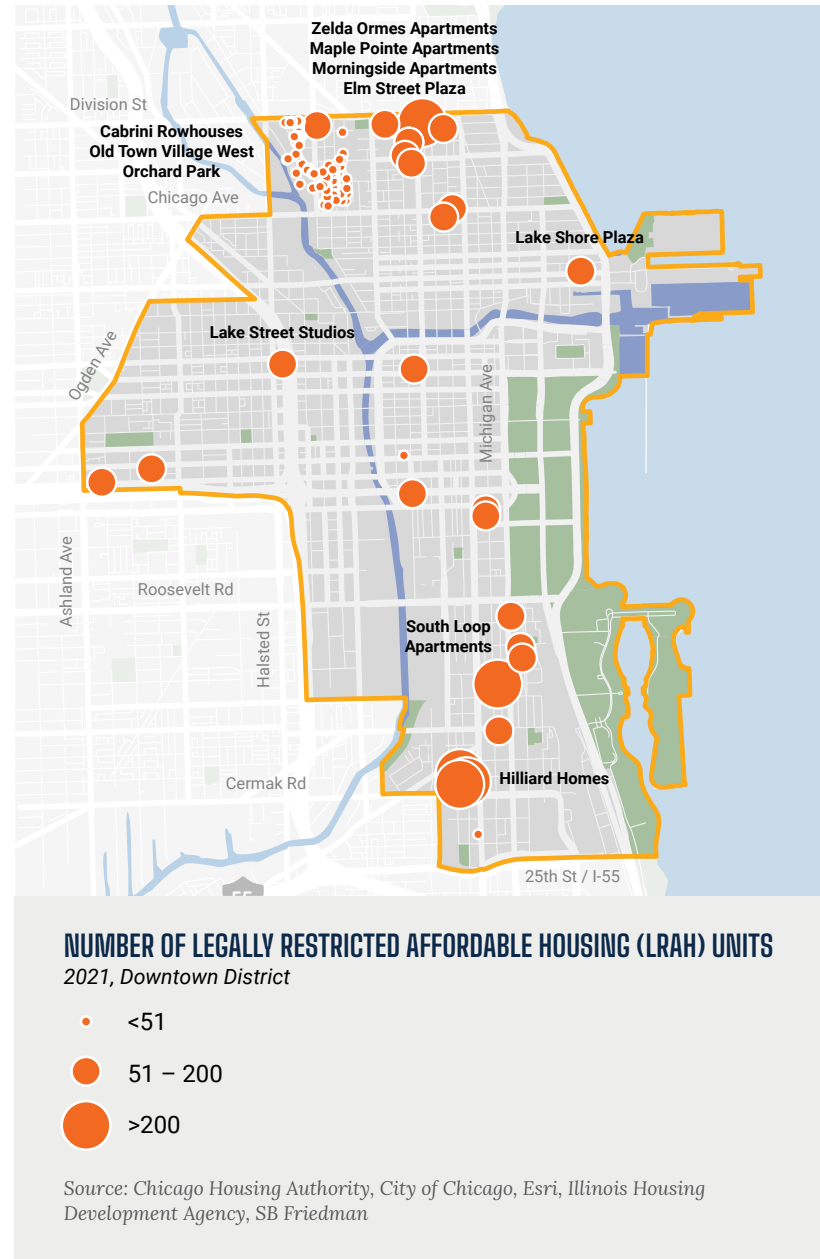 Zelda Ormes Apartments
Maple Pointe Apartments
Morningside Apartments
Elm Street Plaza
Division St
Cabrini Rowhouses
Old Town Village West
Orchard Park
Chicago Ave
Lake Shore Plaza
Lake Street Studios
Ogden Ave
Michigan Ave
Ashland Ave
Roosevelt Rd
Halsted St
South Loop
Apartments
Cermak Rd
Hilliard Homes
25th St / I-55
55
NUMBER OF LEGALLY RESTRICTED AFFORDABLE HOUSING (LRAH) UNITS
2021, Downtown District
<51
51 – 200
>200
Source: Chicago Housing Authority, City of Chicago, Esri, Illinois Housing
Development Agency, SB Friedman